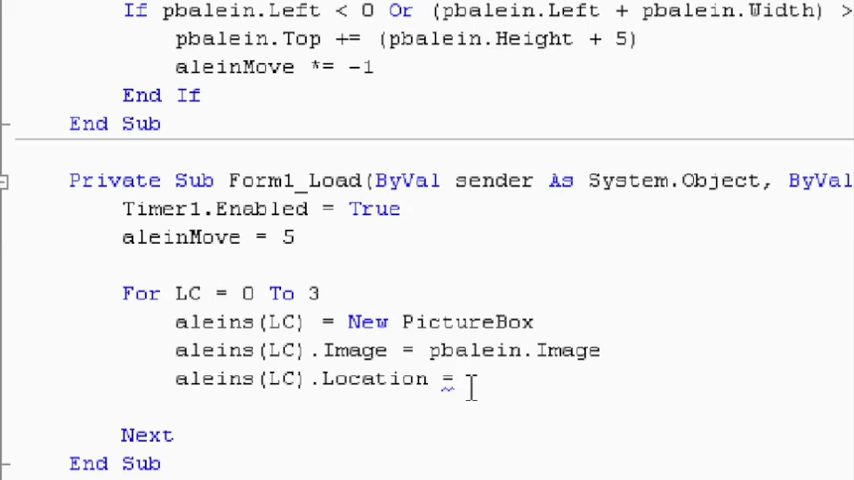 If pbalein.Left < 0 Or (pbalein.Left + pbalein.Width) >
pbalein.Top += (pbalein.Height + 5)
aleinMove *= -1
End If
End Sub
Private Sub Form1_Load(ByVal sender As System.Object, ByVal
Timer1.Enabled = True
aleinMove = 5
For LC = 0 To 3
aleins(LC) = New PictureBox
aleins(LC).Image = pbalein.Image
aleins(LC).Location =
Next
End Sub